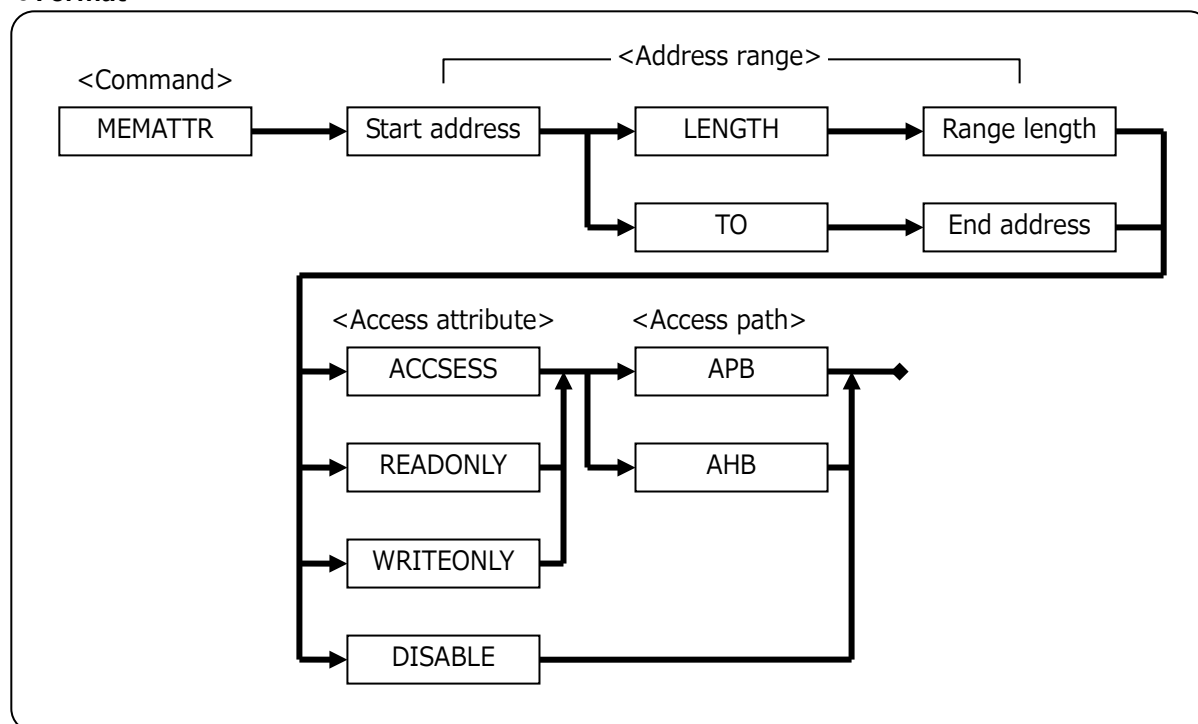 <Address range>
<Command>
MEMATTR Start address LENGTH Range length
TO End address
<Access attribute> <Access path>
ACCSESS APB
READONLY AHB
WRITEONLY
DISABLE